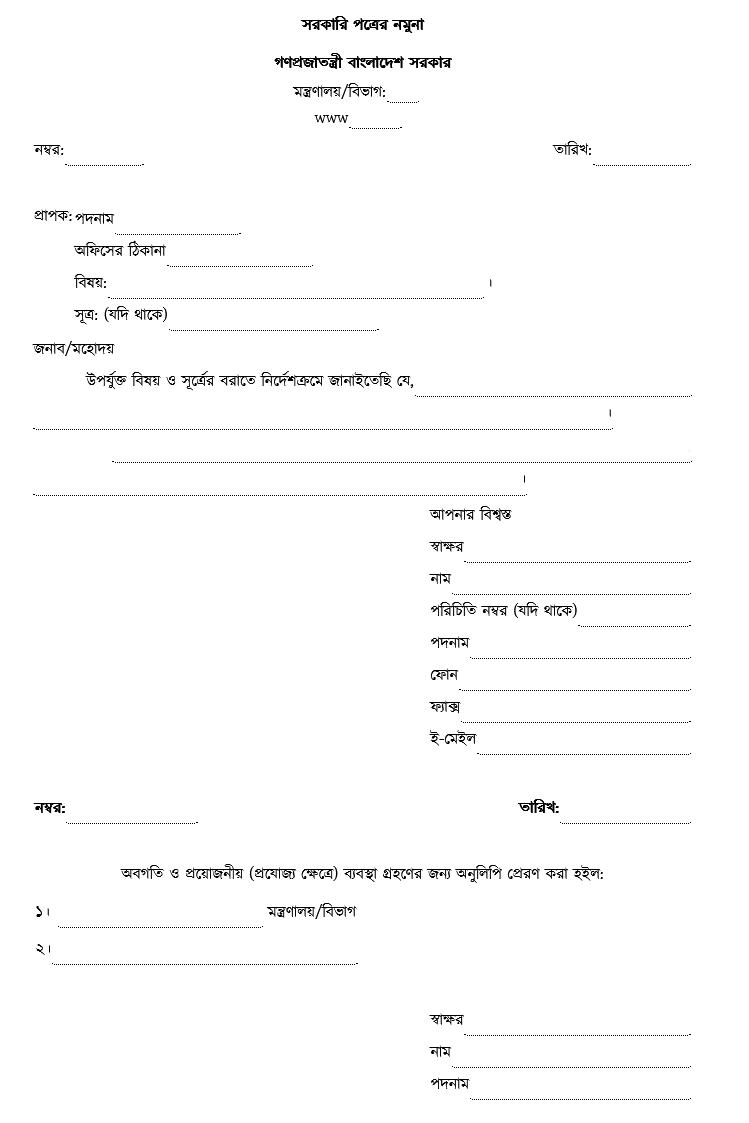 সরকারি পত্রের নমুনা
গণপ্রজাতন্ত্রী বাংলাদেশ সরকার
মন্ত্রণালয়/বিভাগ:
www
নম্বর: তারিখ:
প্রাপক: পদনাম
অফিসের ঠিকানা
বিষয়: ।
সূত্র: (যদি থাকে)
জনাব/মহোদয়
উপর্যুক্ত বিষয় ও সূর্ত্রের বরাতে নির্দেশক্রমে জানাইতেছি যে,
।
।
আপনার বিশ্বস্ত
স্বাক্ষর
নাম
পরিচিতি নম্বর (যদি থাকে)
পদনাম
ফোন
ফ্যাক্স
ই-মেইল
নম্বর: তারিখ:
অবগতি ও প্রয়োজনীয় (প্রযোজ্য ক্ষেত্রে) ব্যবস্থা গ্রহণের জন্য অনুলিপি প্রেরণ করা হইল:
১। মন্ত্রণালয়/বিভাগ
২।
স্বাক্ষর
নাম
পদনাম